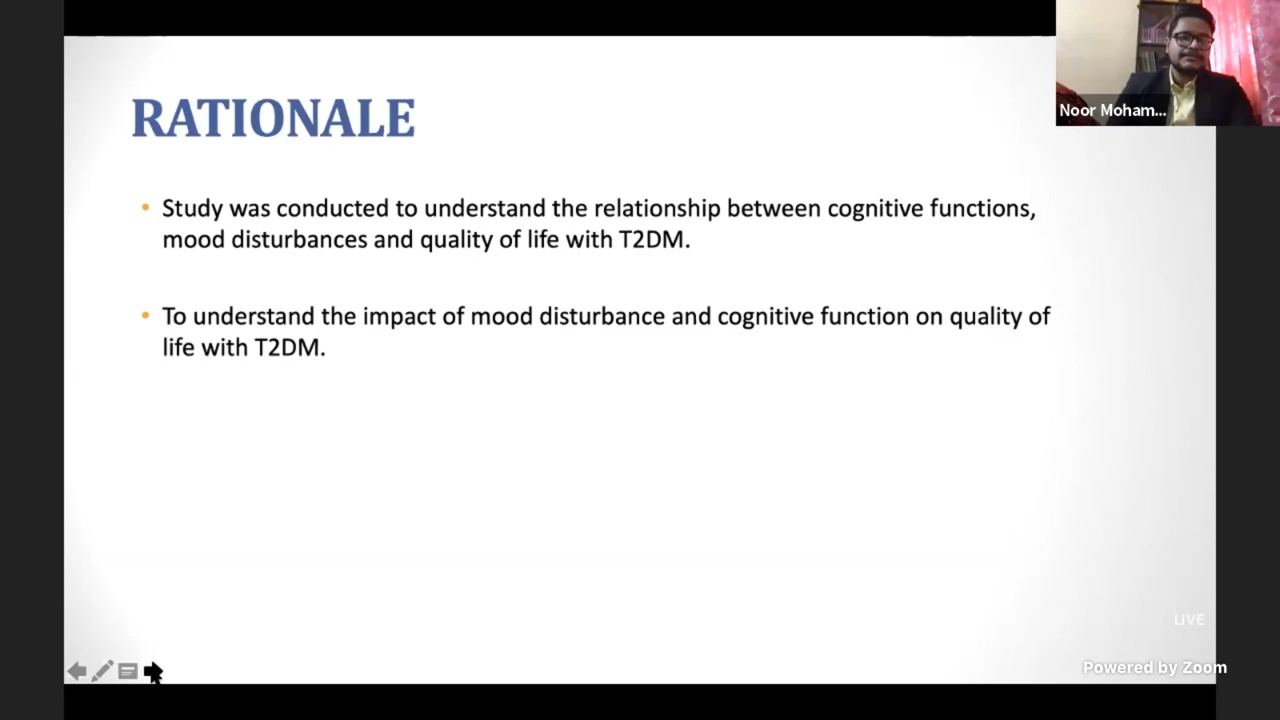 RATIONALE
Noor Moham...
• Study was conducted to understand the relationship between cognitive functions,
mood disturbances and quality of life with T2DM.
• To understand the impact of mood disturbance and cognitive function on quality of
life with T2DM.
LIVE
Powered by Zoom